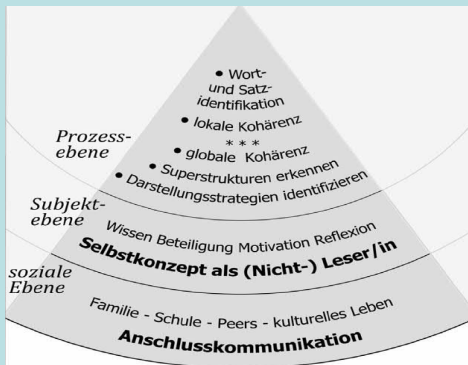 • Wort-
und Satz-
identifikation
• lokale Kohärenz
* * *
• globale Kohärenz
• Superstrukturen erkennen
• Darstellungsstrategien identifizieren
Prozess-
ebene
Wissen Beteiligung Motivation Reflexion
Selbstkonzept als (Nicht-) Leser/in
Subjekt-
ebene
Familie - Schule - Peers - kulturelles Leben
Anschlusskommunikation
soziale
Ebene